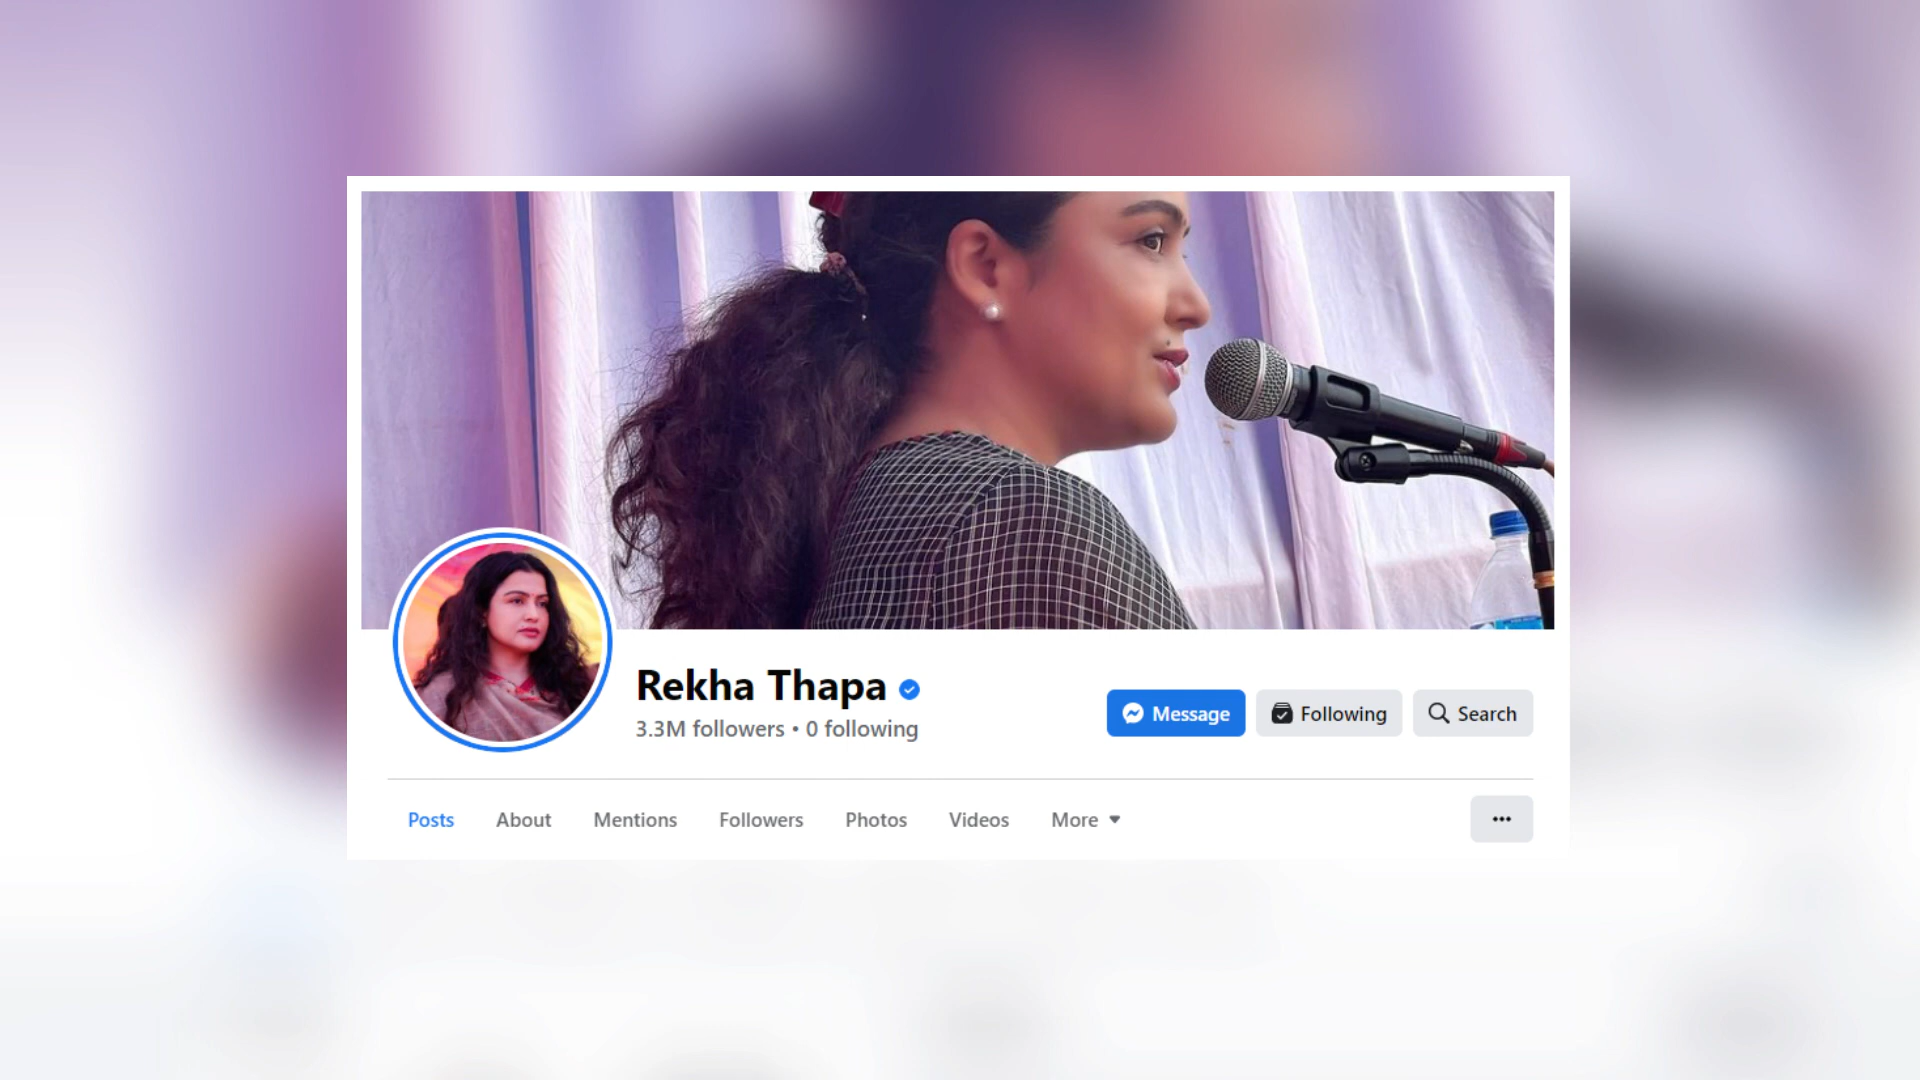 Rekha Thapa
3.3M followers • 0 following
Message
Following
Search
Posts
About
Mentions
Followers
Photos
Videos
More